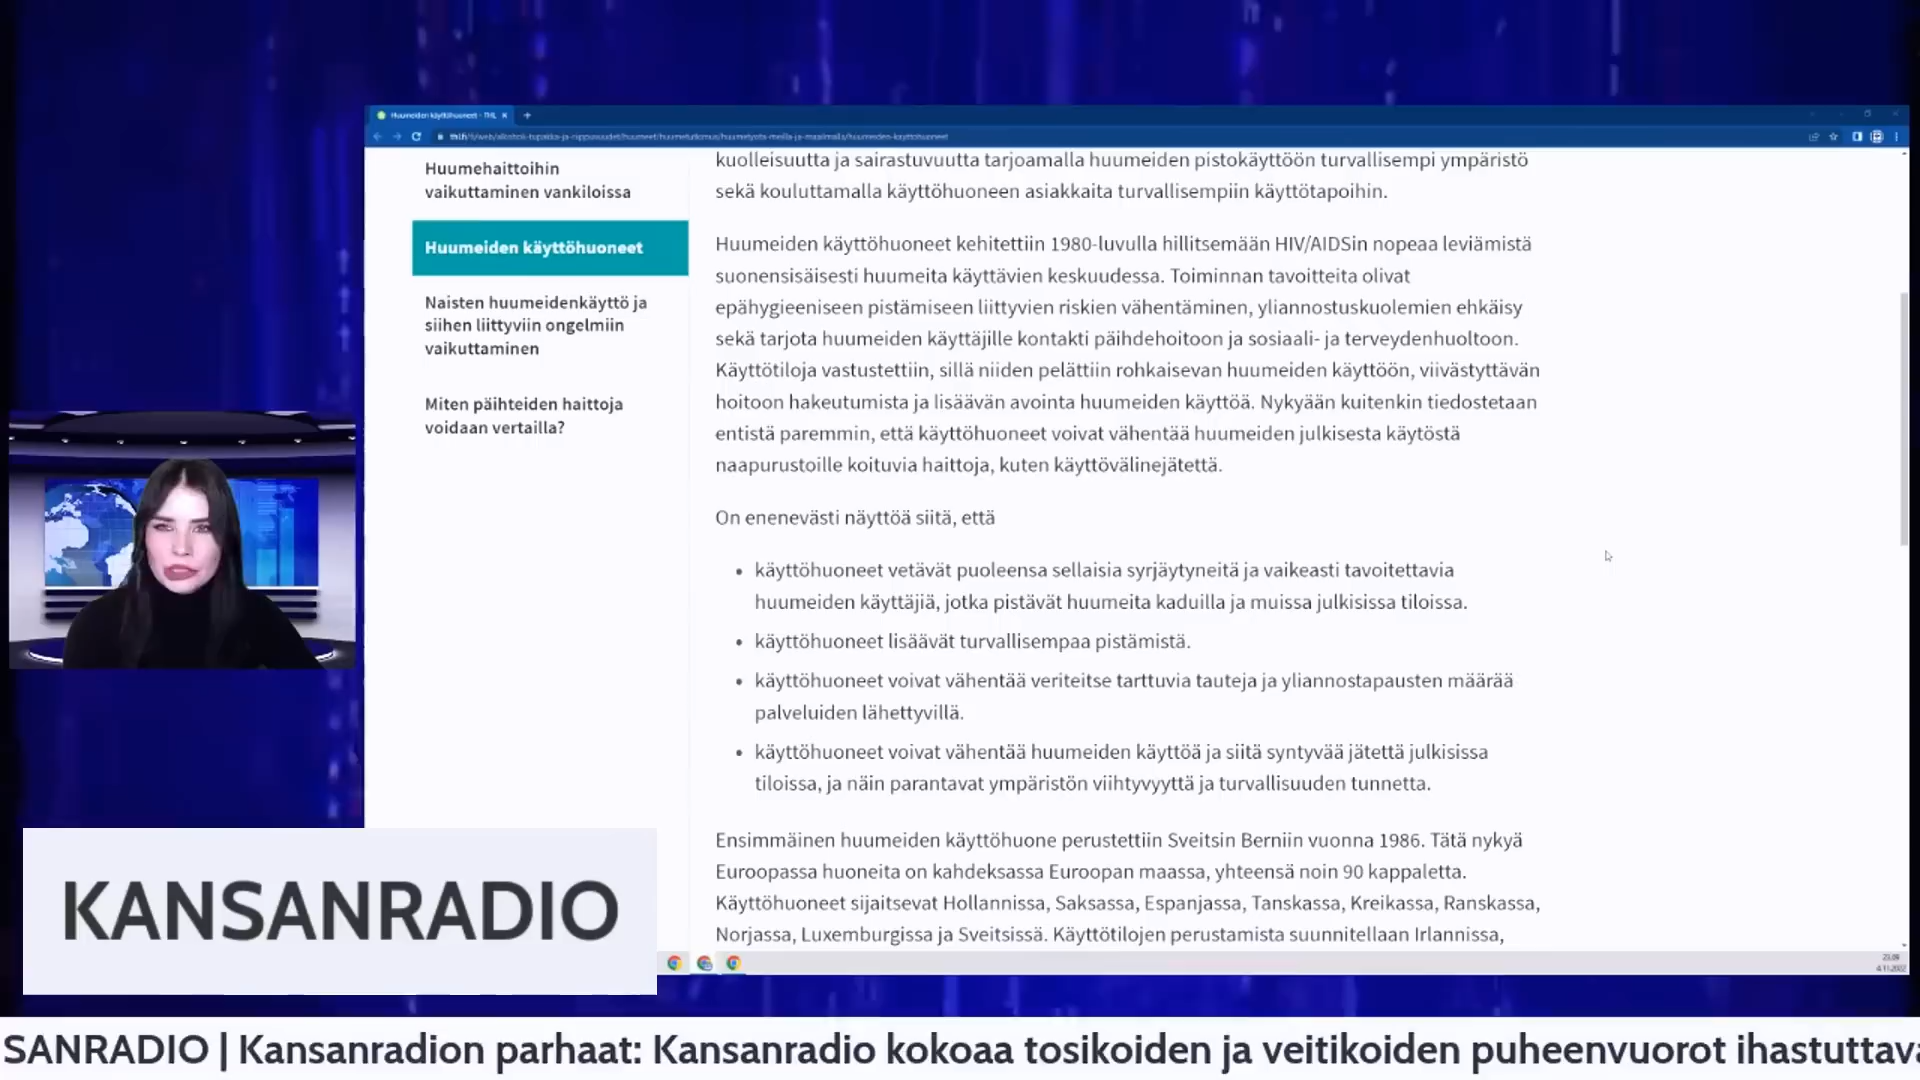 Huumeiden käyttöhuoneet - THL
Huumehaittoihin
vaikuttaminen vankiloissa
Huumeiden käyttöhuoneet
Naisten huumeidenkäyttö ja
siihen liittyviin ongelmiin
vaikuttaminen
Miten päihteiden haittoja
voidaan vertailla?
kuolleisuutta ja sairastuvuutta tarjoamalla huumeiden pistokäyttöön turvallisempi ympäristö
sekä kouluttamalla käyttöhuoneen asiakkaita turvallisempiin käyttötapoihin.
Huumeiden käyttöhuoneet kehitettiin 1980-luvulla hillitsemään HIV/AIDSin nopeaa leviämistä
suonensisäisesti huumeita käyttävien keskuudessa. Toiminnan tavoitteita olivat
epähygieeniseen pistämiseen liittyvien riskien vähentäminen, yliannostuskuolemien ehkäisy
sekä tarjota huumeiden käyttäjille kontakti päihdehoitoon ja sosiaali- ja terveydenhuoltoon.
Käyttötiloja vastustettiin, sillä niiden pelättiin rohkaisevan huumeiden käyttöön, viivästyttävän
hoitoon hakeutumista ja lisäävän avointa huumeiden käyttöä. Nykyään kuitenkin tiedostetaan
entistä paremmin, että käyttöhuoneet voivat vähentää huumeiden julkisesta käytöstä
naapurustoille koituvia haittoja, kuten käyttövälinejätettä.
On enenevästi näyttöä siitä, että
• käyttöhuoneet vetävät puoleensa sellaisia syrjäytyneitä ja vaikeasti tavoitettavia
huumeiden käyttäjiä, jotka pistävät huumeita kaduilla ja muissa julkisissa tiloissa.
• käyttöhuoneet lisäävät turvallisempaa pistämistä.
• käyttöhuoneet voivat vähentää veriteitse tarttuvia tauteja ja yliannostapausten määrää
palveluiden lähettyvillä.
• käyttöhuoneet voivat vähentää huumeiden käyttöä ja siitä syntyvää jätettä julkisissa
tiloissa, ja näin parantavat ympäristön viihtyvyyttä ja turvallisuuden tunnetta.
Ensimmäinen huumeiden käyttöhuone perustettiin Sveitsin Berniin vuonna 1986. Tätä nykyä
Euroopassa huoneita on kahdeksassa Euroopan maassa, yhteensä noin 90 kappaletta.
Käyttöhuoneet sijaitsevat Hollannissa, Saksassa, Espanjassa, Tanskassa, Kreikassa, Ranskassa,
Norjassa, Luxemburgissa ja Sveitsissä. Käyttötilojen perustamista suunnitellaan Irlannissa,
KANSANRADIO
23.09
4.11.2022
SANRADIO | Kansanradion parhaat: Kansanradio kokoaa tosikoiden ja veitikoiden puheenvuorot ihastuttava